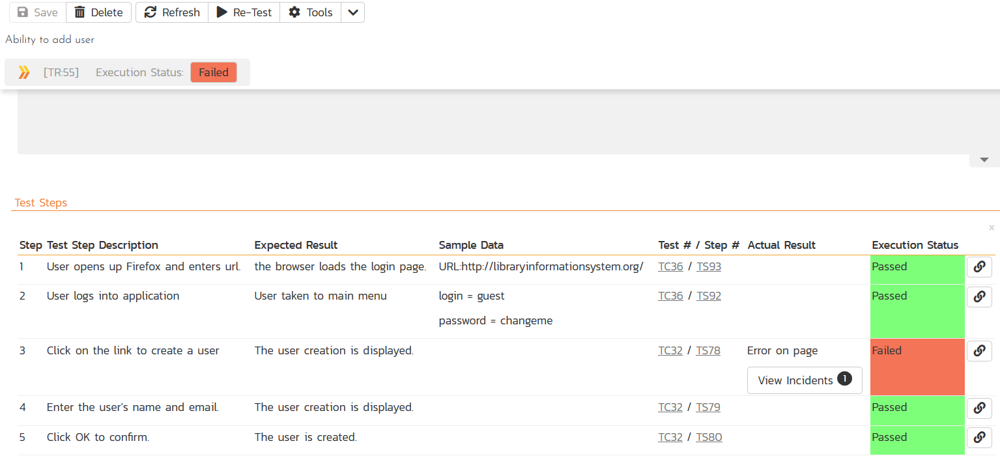 Save Delete Refresh Re-Test Tools
Ability to add user
[TR:55] Execution Status: Failed
Test Steps
×
Step Test Step Description Expected Result Sample Data Test # / Step # Actual Result Execution Status
1 User opens up Firefox and enters url. the browser loads the login page. URL:http://libraryinformationsystem.org/ TC36 / TS93 Passed
2 User logs into application User taken to main menu login = guest TC36 / TS92 Passed
password = changeme
3 Click on the link to create a user The user creation is displayed. TC32 / TS78 Error on page Failed
View Incidents 1
4 Enter the user's name and email. The user creation is displayed. TC32 / TS79 Passed
5 Click OK to confirm. The user is created. TC32 / TS80 Passed